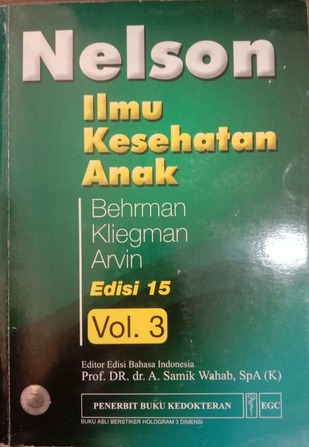 Nelson
Ilmu
Kesehatan
Anak
Behrman
Kliegman
Arvin
Edisi 15
Vol. 3
Editor Edisi Bahasa Indonesia
Prof. DR. dr. A. Samik Wahab, SpA (K)
PENERBIT BUKU KEDOKTERAN EGC
BUKU ASLI BERSTIKER HOLOGRAM 3 DIMENSI